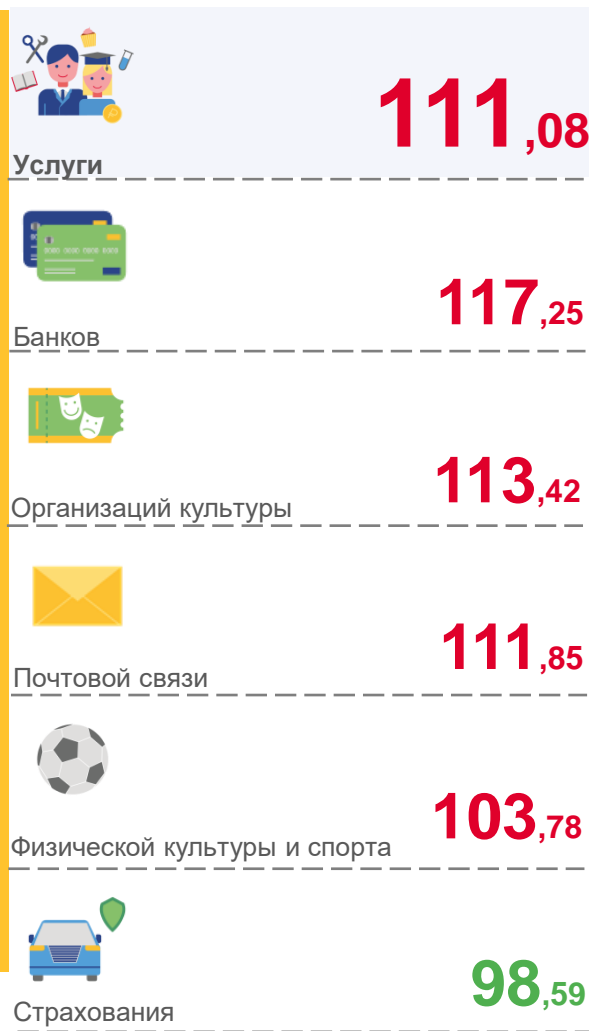 111,08
Услуги
117,25
Банков
113,42
Организаций культуры
111,85
Почтовой связи
103,78
Физической культуры и спорта
98,59
Страхования